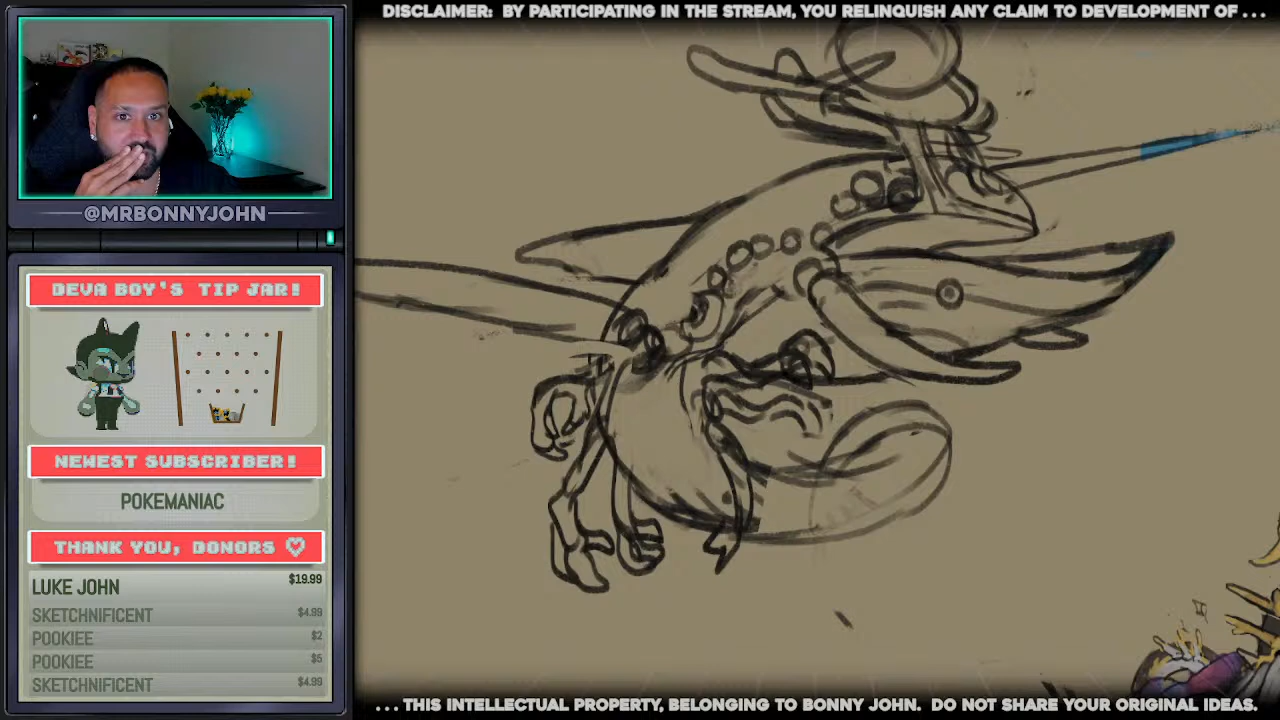 DISCLAIMER: BY PARTICIPATING IN THE STREAM, YOU RELINQUISH ANY CLAIM TO DEVELOPMENT OF . . .
@MRBONNYJOHN
DEVA BOY'S TIP JAR!
NEWEST SUBSCRIBER!
POKEMANIAC
THANK YOU, DONORS ♡
LUKE JOHN $19.99
SKETCHNIFICENT $4.99
POOKIEE $2
POOKIEE $5
SKETCHNIFICENT $4.99
. . . THIS INTELLECTUAL PROPERTY, BELONGING TO BONNY JOHN. DO NOT SHARE YOUR ORIGINAL IDEAS.